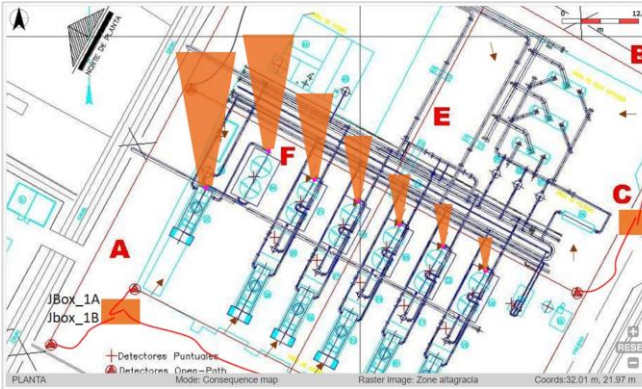 0 12.
m
NORTE DE PLANTA
B
E
F
C
A
JBox_1A
Jbox_1B
Detectores Puntuales
Detectores Open-Path
RESE
PLANTA Mode: Consequence map Raster image: Zone altagracia Coords:32.01 m, 21.97 m